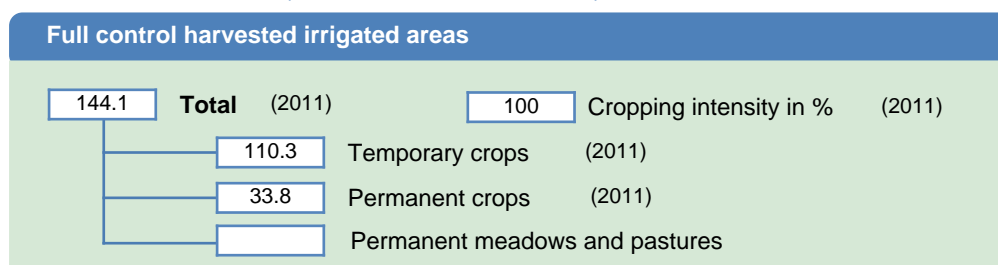 Full control harvested irrigated areas
144.1 Total (2011) 100 Cropping intensity in % (2011)
110.3 Temporary crops (2011)
33.8 Permanent crops (2011)
Permanent meadows and pastures